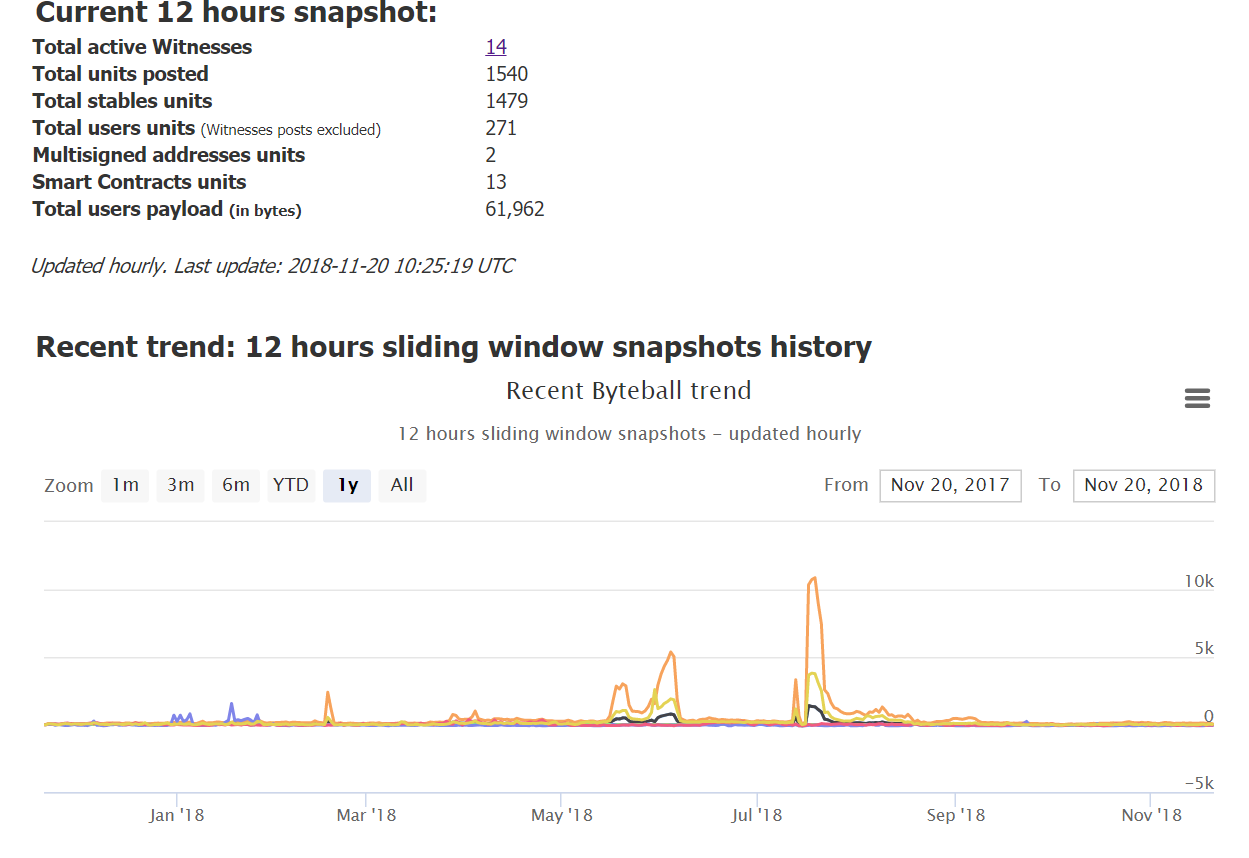 Current 12 hours snapshot:
Total active Witnesses 14
Total units posted 1540
Total stables units 1479
Total users units (Witnesses posts excluded) 271
Multisigned addresses units 2
Smart Contracts units 13
Total users payload (in bytes) 61,962
Updated hourly. Last update: 2018-11-20 10:25:19 UTC
Recent trend: 12 hours sliding window snapshots history
Recent Byteball trend
12 hours sliding window snapshots – updated hourly
Zoom 1m 3m 6m YTD 1y All From Nov 20, 2017 To Nov 20, 2018
10k
5k
0
−5k
Jan '18 Mar '18 May '18 Jul '18 Sep '18 Nov '18